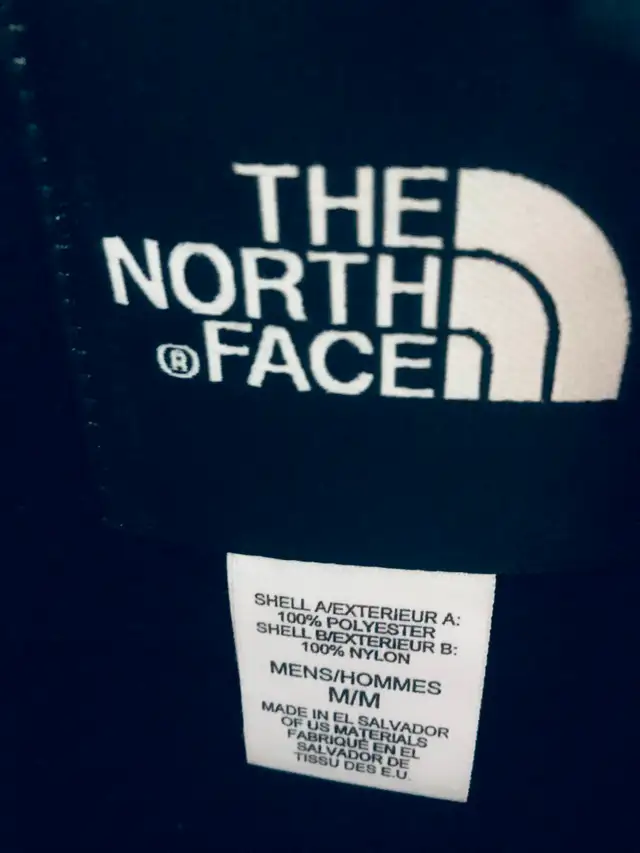 THE
NORTH
®FACE
SHELL A/EXTERIEUR A:
100% POLYESTER
SHELL B/EXTERIEUR B:
100% NYLON
MENS/HOMMES
M/M
MADE IN EL SALVADOR
OF US MATERIALS
FABRIQUÉ EN EL
SALVADOR DE
TISSU DES E.U.